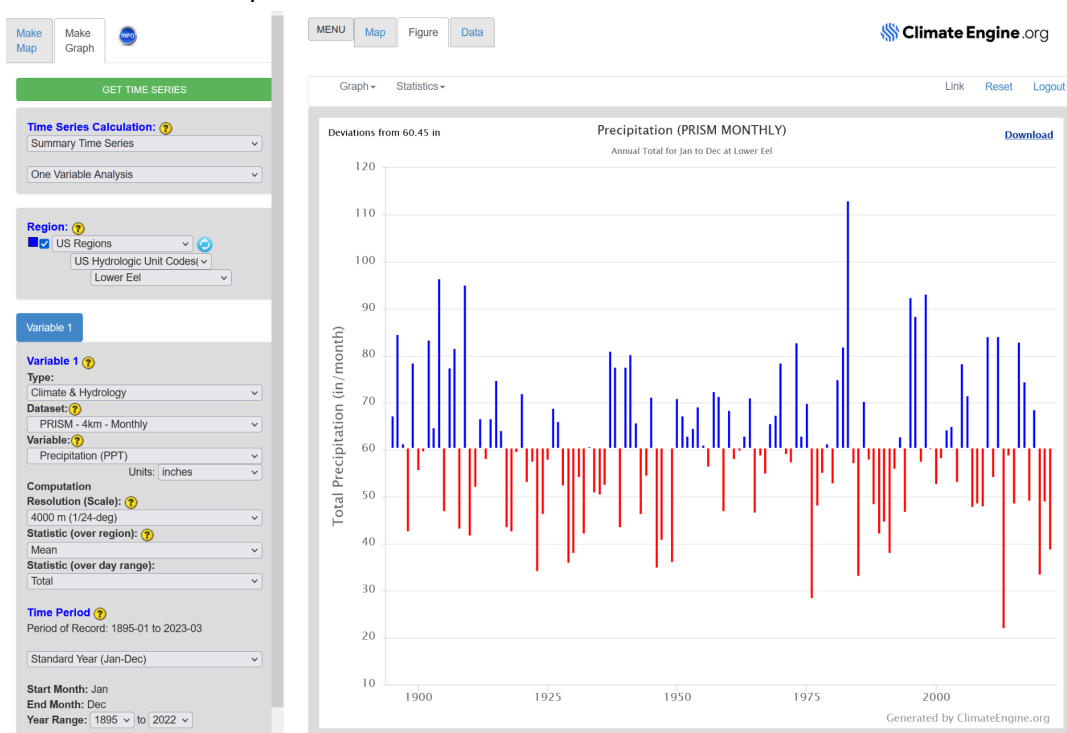 Make Map
Make Graph
INFO
GET TIME SERIES
Time Series Calculation: ?
Summary Time Series
One Variable Analysis
Region: ?
US Regions
US Hydrologic Unit Codes(
Lower Eel
Variable 1
Variable 1 ?
Type:
Climate & Hydrology
Dataset: ?
PRISM - 4km - Monthly
Variable: ?
Precipitation (PPT)
Units: inches
Computation
Resolution (Scale): ?
4000 m (1/24-deg)
Statistic (over region): ?
Mean
Statistic (over day range):
Total
Time Period ?
Period of Record: 1895-01 to 2023-03
Standard Year (Jan-Dec)
Start Month: Jan
End Month: Dec
Year Range: 1895 to 2022
MENU Map Figure Data
ClimateEngine.org
Graph Statistics Link Reset Logout
Deviations from 60.45 in
Precipitation (PRISM MONTHLY)
Download
Annual Total for Jan to Dec at Lower Eel
Total Precipitation (in/month)
120
110
100
90
80
70
60
50
40
30
20
10
1900 1925 1950 1975 2000
Generated by ClimateEngine.org